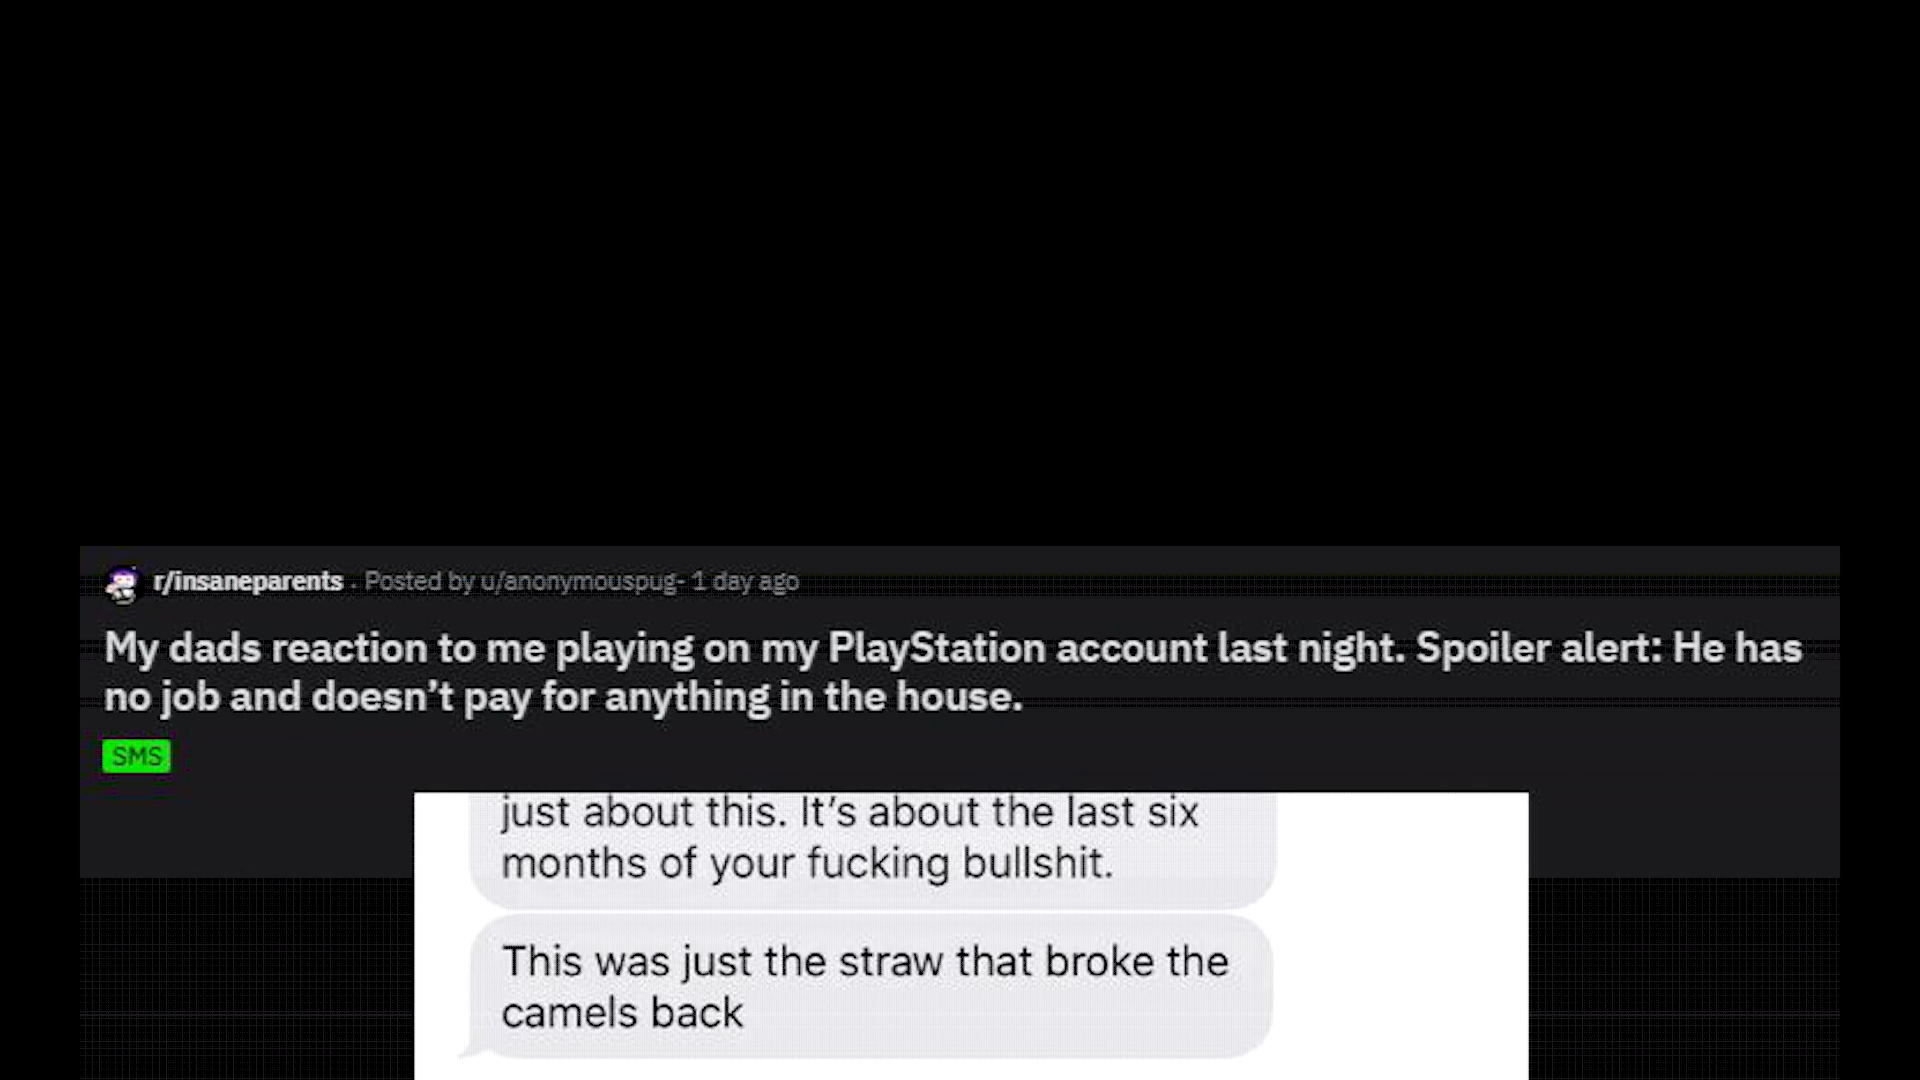 r/insaneparents . Posted by u/anonymouspug- 1 day ago
My dads reaction to me playing on my PlayStation account last night. Spoiler alert: He has
no job and doesn’t pay for anything in the house.
SMS
just about this. It’s about the last six
months of your fucking bullshit.
This was just the straw that broke the
camels back